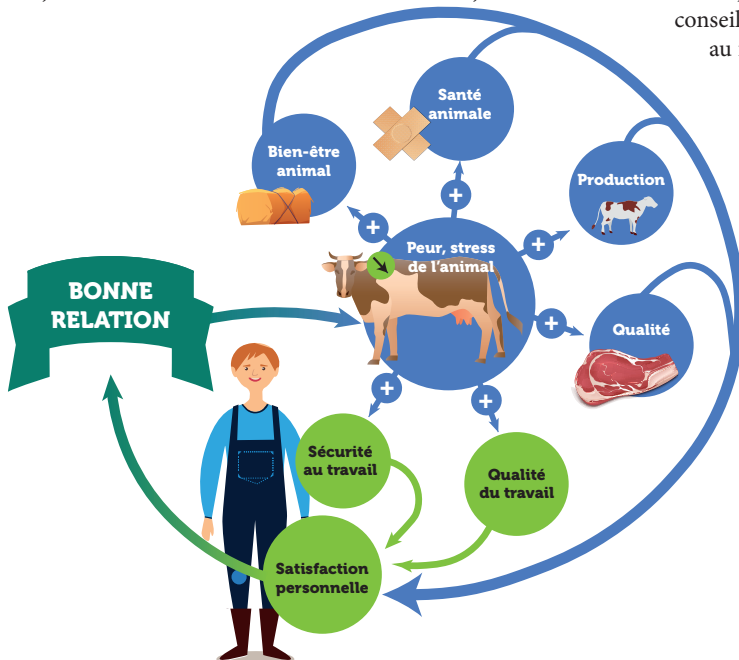 conseil
au
Santé
animale
Bien-être
animal
Production
+
+
+
+
Peur, stress
de l'animal
BONNE
RELATION
+
Qualité
+
+
Sécurité
au travail
Qualité
du travail
Satisfaction
personnelle